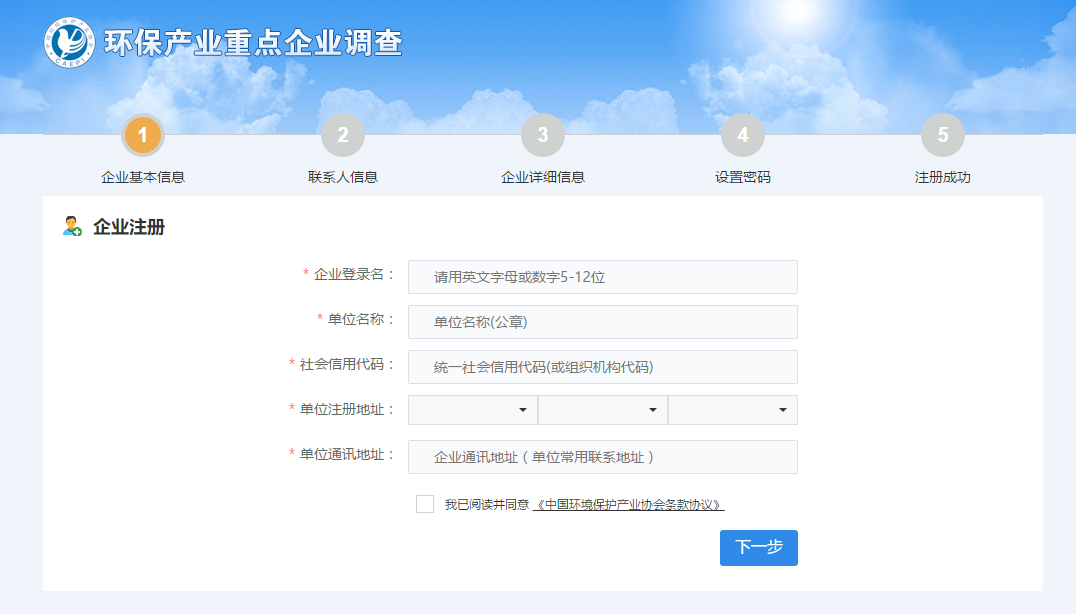 环保产业重点企业调查
CAEPI
1 2 3 4 5
企业基本信息 联系人信息 企业详细信息 设置密码 注册成功
企业注册
* 企业登录名： 请用英文字母或数字5-12位
* 单位名称： 单位名称(公章)
* 社会信用代码： 统一社会信用代码(或组织机构代码)
* 单位注册地址：
* 单位通讯地址： 企业通讯地址（单位常用联系地址）
我已阅读并同意 《中国环境保护产业协会条款协议》
下一步